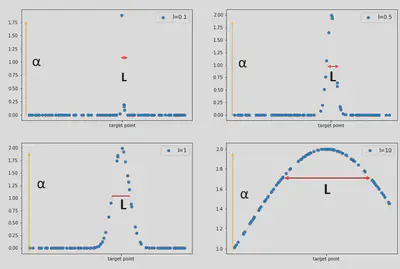 l=0.1
1.75
1.50
1.25
1.00
0.75
0.50
0.25
0.00
α
L
target point
l=0.5
2.00
1.75
1.50
1.25
1.00
0.75
0.50
0.25
0.00
α
L
target point
l=1
2.00
1.75
1.50
1.25
1.00
0.75
0.50
0.25
0.00
α
L
target point
l=10
2.0
1.8
1.6
1.4
1.2
1.0
α
L
target point